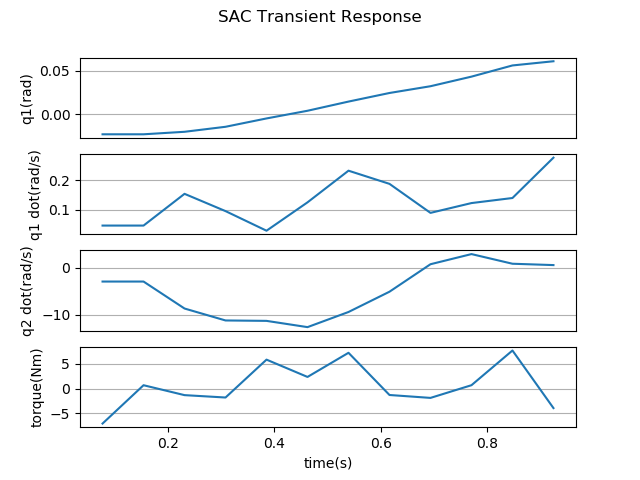 SAC Transient Response
q1(rad)
0.05
0.00
q1 dot(rad/s)
0.2
0.1
q2 dot(rad/s)
0
−10
torque(Nm)
5
0
−5
0.2 0.4 0.6 0.8
time(s)